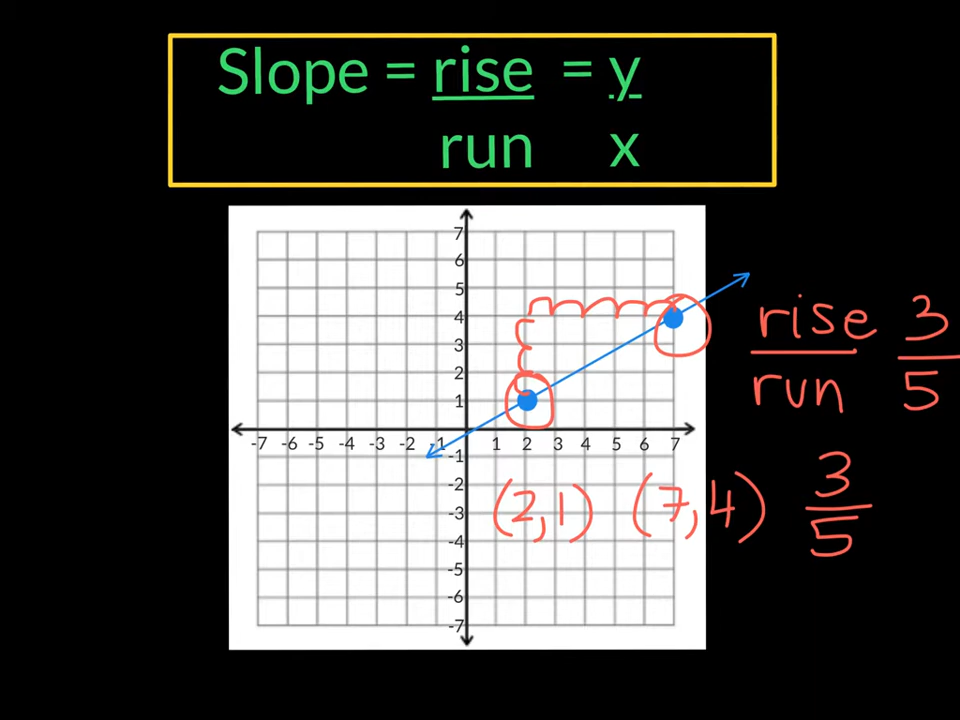 Slope = rise = y
run x
7
6
5
4
3
2
1
-7 -6 -5 -4 -3 -2 -1 1 2 3 4 5 6 7
-1
-2
-3
-4
-5
-6
-7
rise 3
run 5
(2,1) (7,4) 3
5